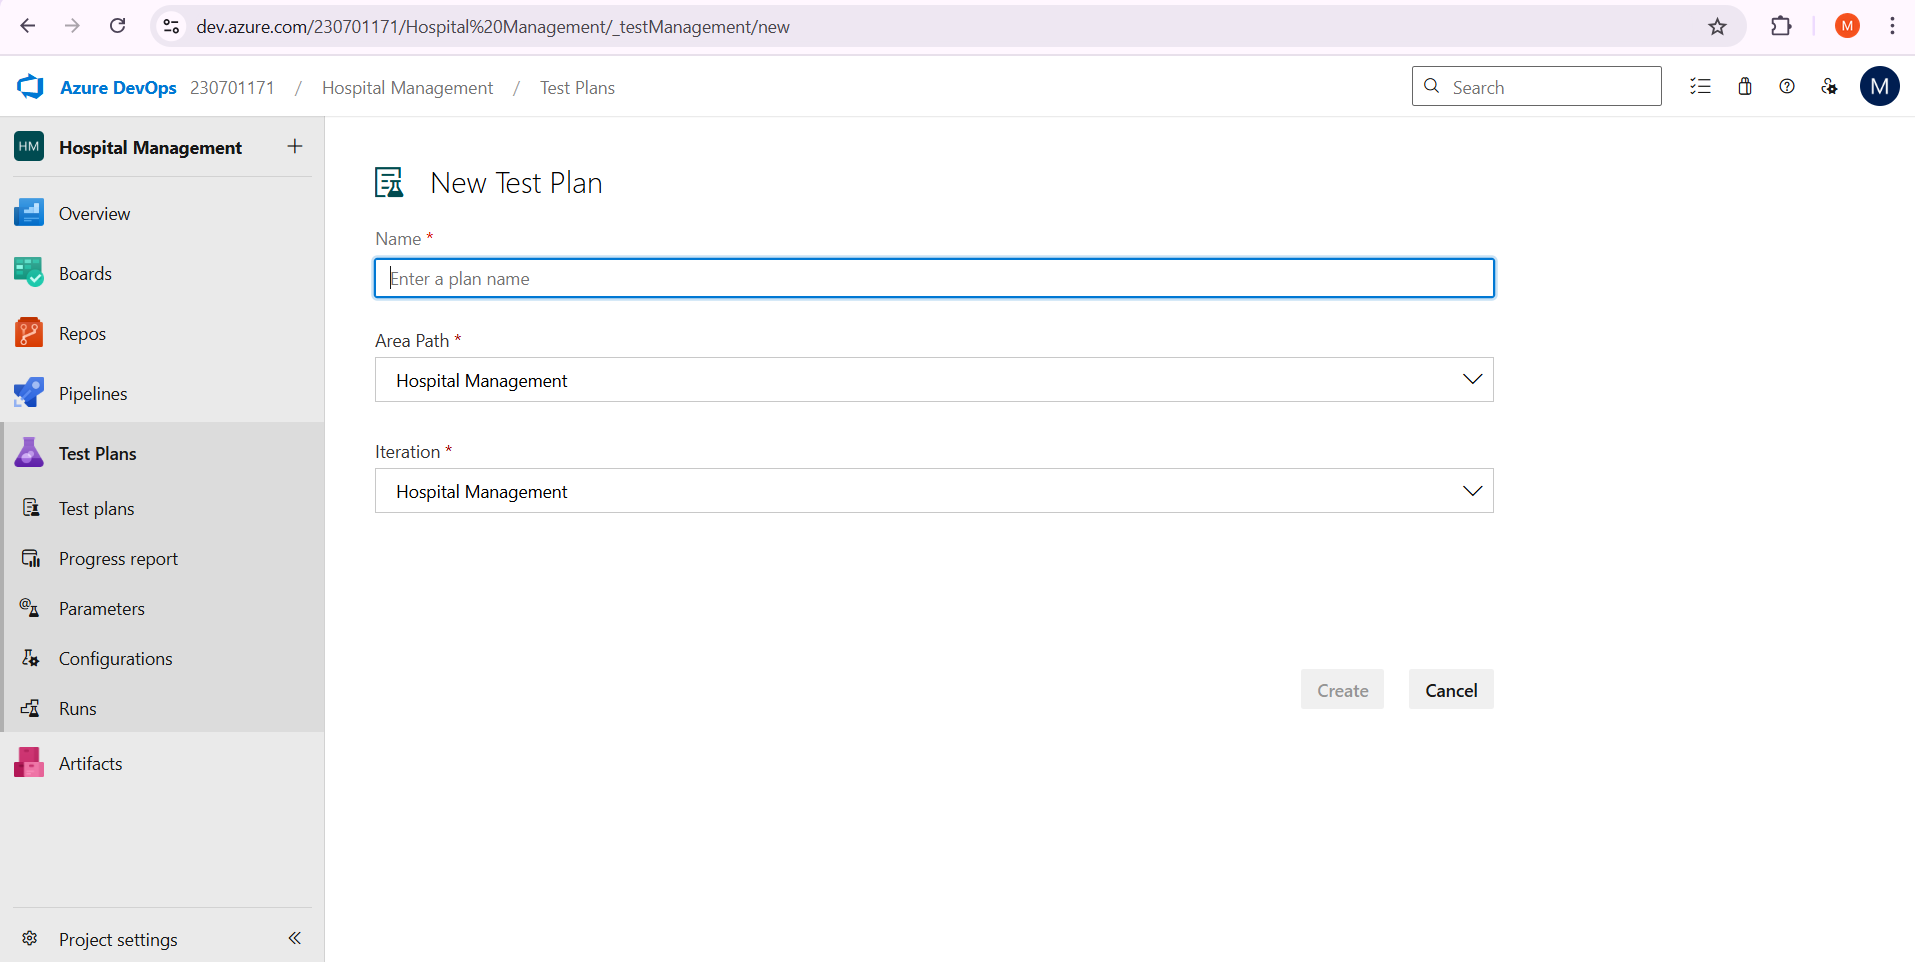 dev.azure.com/230701171/Hospital%20Management/_testManagement/new
M
Azure DevOps 230701171 / Hospital Management / Test Plans
Search
M
HM Hospital Management +
Overview
Boards
Repos
Pipelines
Test Plans
Test plans
Progress report
Parameters
Configurations
Runs
Artifacts
Project settings
New Test Plan
Name *
Enter a plan name
Area Path *
Hospital Management
Iteration *
Hospital Management
Create Cancel